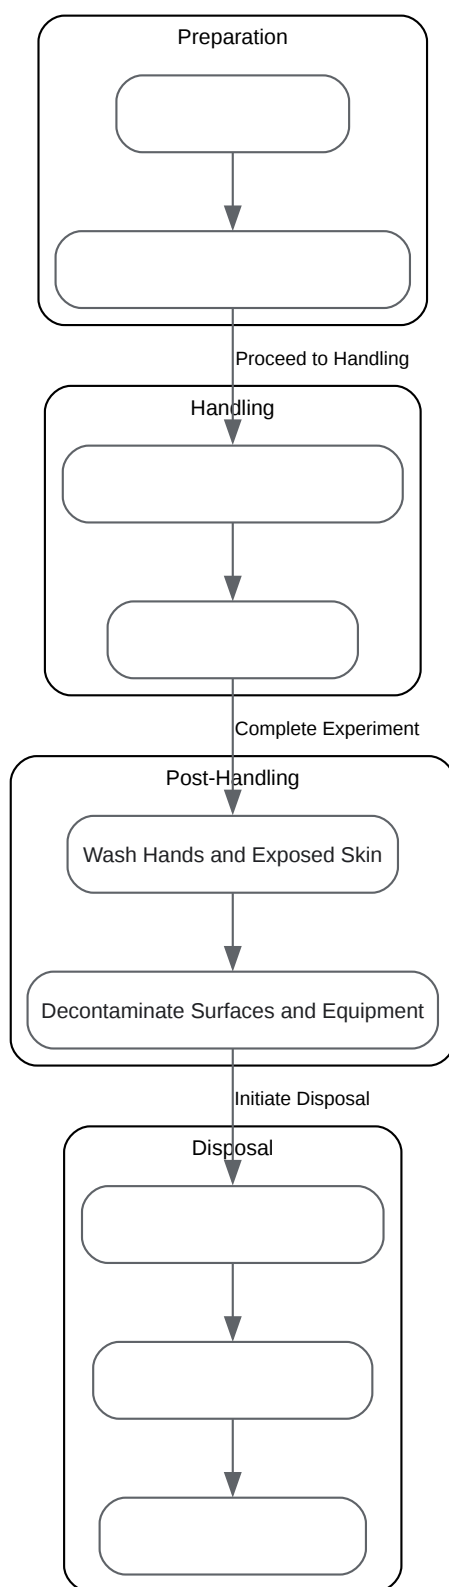 Preparation
Proceed to Handling
Handling
Complete Experiment
Post-Handling
Wash Hands and Exposed Skin
Decontaminate Surfaces and Equipment
Initiate Disposal
Disposal